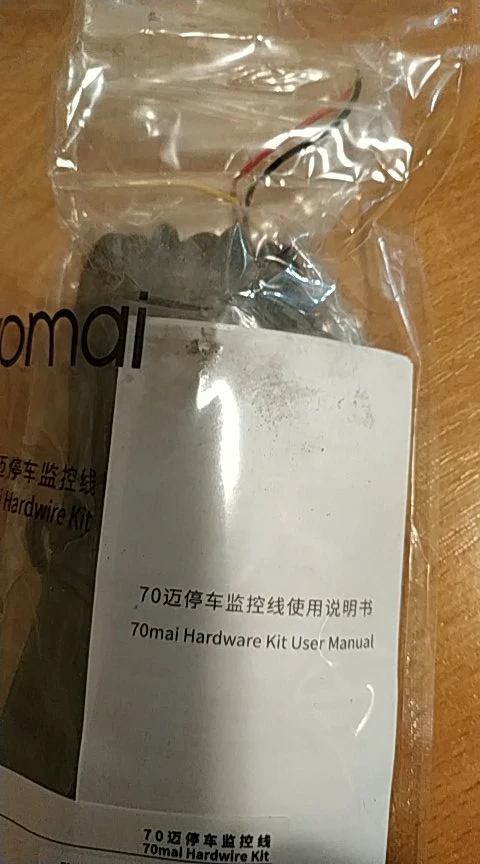 omai
迈停车监控线
i Hardwire Kit
70迈停车监控线使用说明书
70mai Hardware Kit User Manual
70迈停车监控线
70mai Hardwire Kit